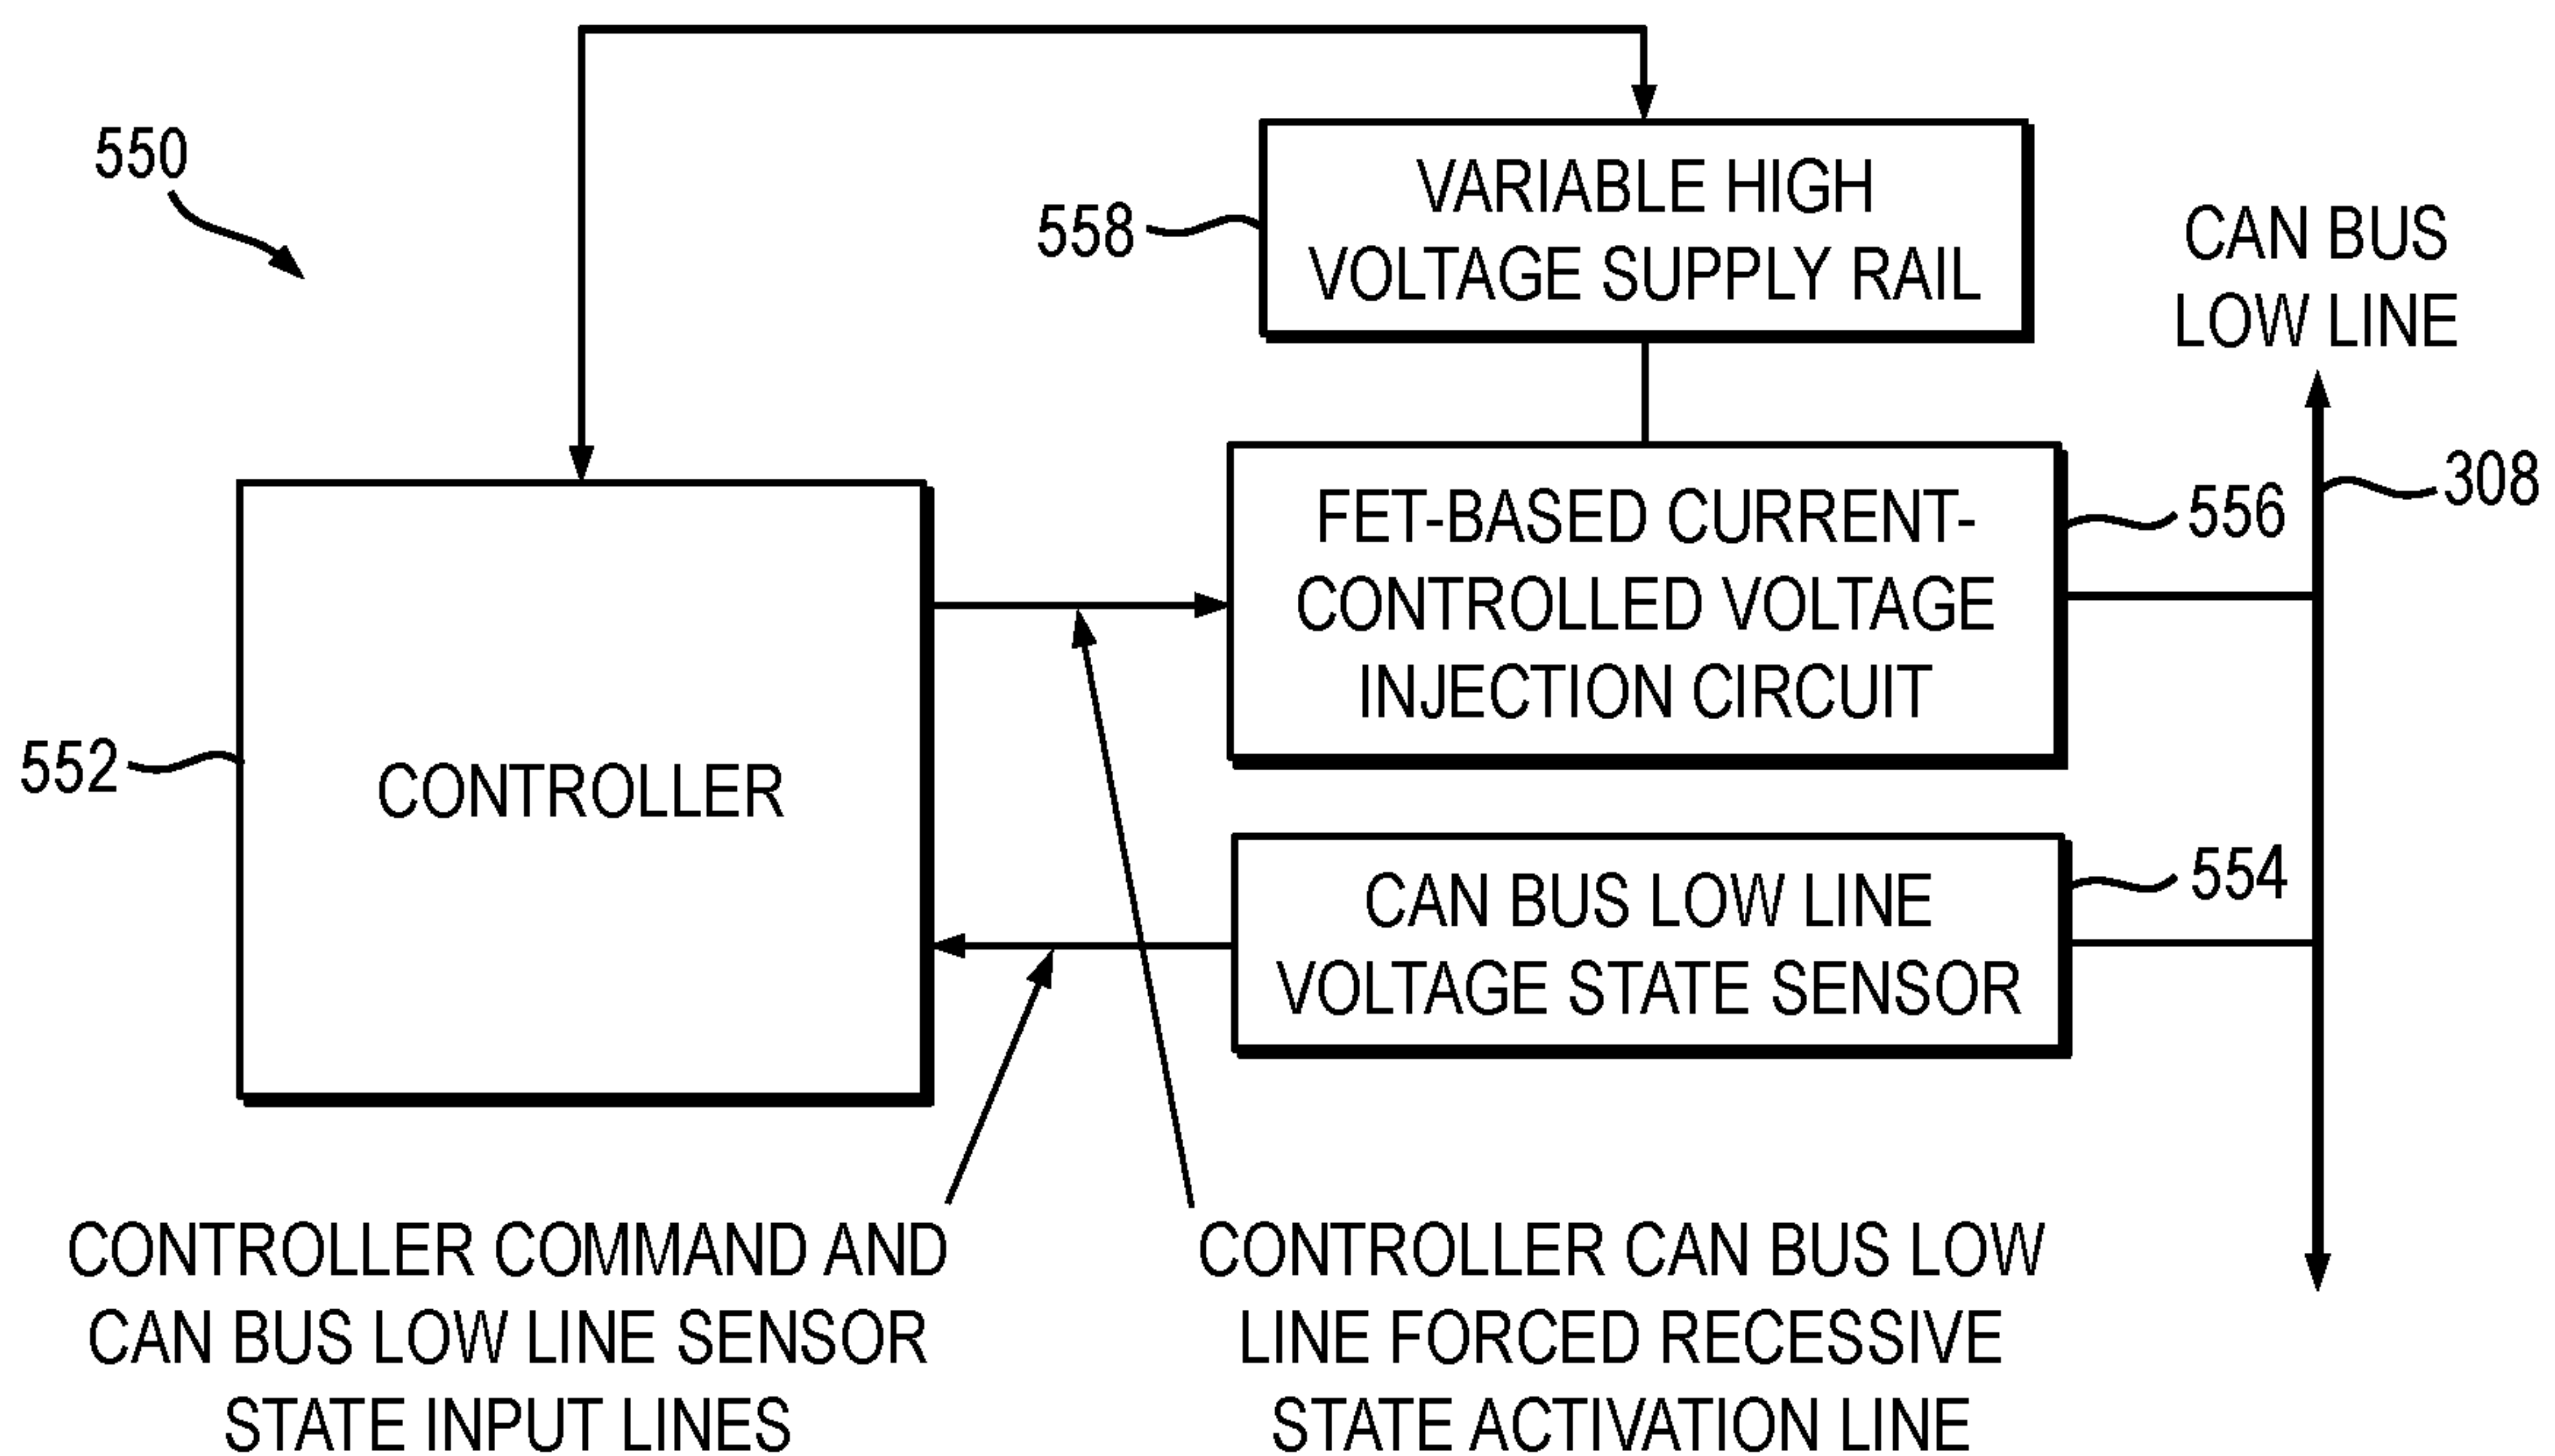 550
558
VARIABLE HIGH
VOLTAGE SUPPLY RAIL
CAN BUS
LOW LINE
308
552
CONTROLLER
FET-BASED CURRENT-
CONTROLLED VOLTAGE
INJECTION CIRCUIT
556
CAN BUS LOW LINE
VOLTAGE STATE SENSOR
554
CONTROLLER COMMAND AND
CAN BUS LOW LINE SENSOR
STATE INPUT LINES
CONTROLLER CAN BUS LOW
LINE FORCED RECESSIVE
STATE ACTIVATION LINE